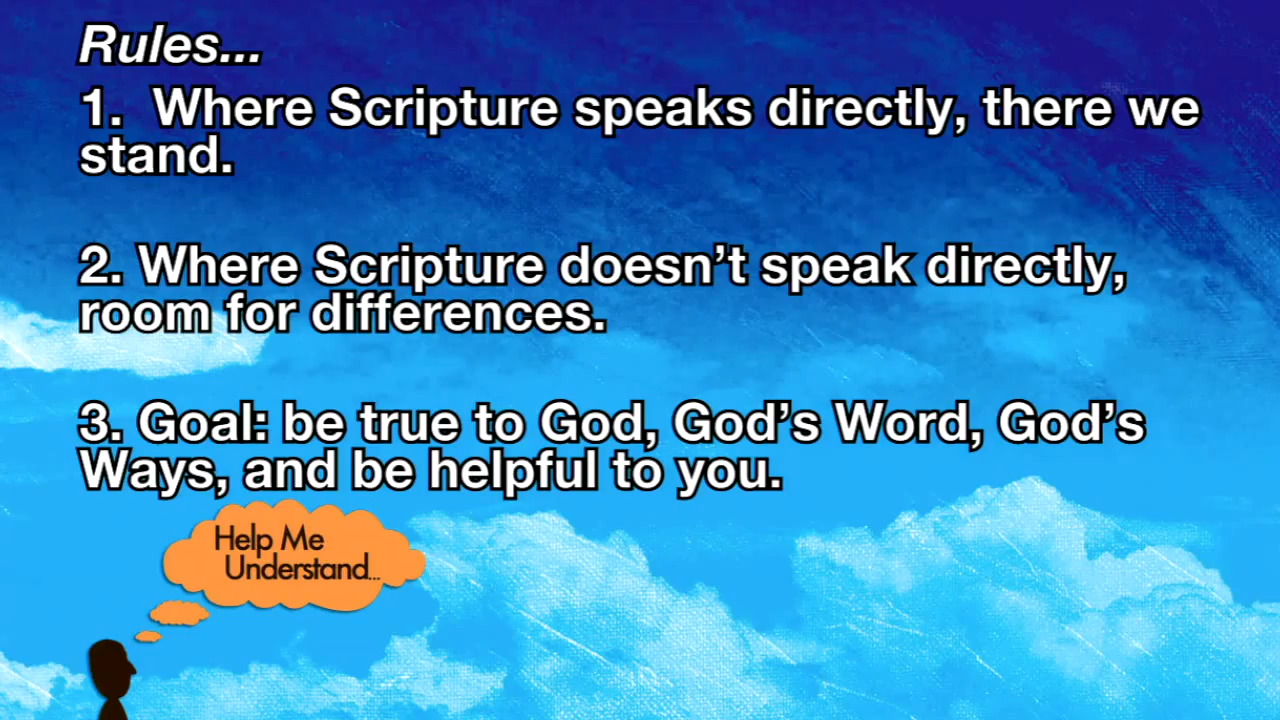 Rules...
1.  Where Scripture speaks directly, there we
stand.
2. Where Scripture doesn’t speak directly,
room for differences.
3. Goal: be true to God, God’s Word, God’s
Ways, and be helpful to you.
Help Me
Understand...